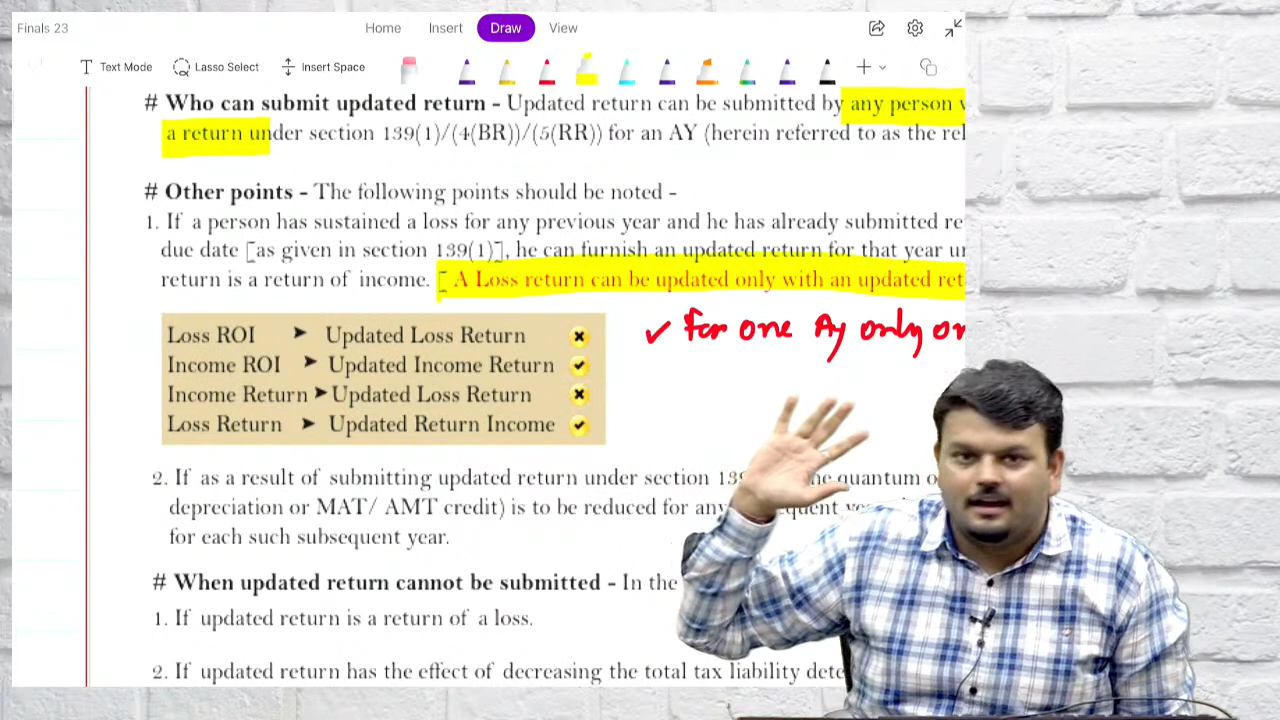 Finals 23
Home Insert Draw View
Text Mode Lasso Select Insert Space
# Who can submit updated return - Updated return can be submitted by any person
a return under section 139(1)/(4(BR))/(5(RR)) for an AY (herein referred to as the
# Other points - The following points should be noted -
1. If a person has sustained a loss for any previous year and he has already submitted
due date [as given in section 139(1)], he can furnish an updated return for that year
return is a return of income. [ A Loss return can be updated only with an updated
✓ For one Ay only
Loss ROI ➤ Updated Loss Return ✖
Income ROI ➤ Updated Income Return ✔
Income Return ➤ Updated Loss Return ✖
Loss Return ➤ Updated Return Income ✔
2. If as a result of submitting updated return under section quantum
depreciation or MAT/ AMT credit) is to be reduced for any
for each such subsequent year.
# When updated return cannot be submitted - In the
1. If updated return is a return of a loss.
2. If updated return has the effect of decreasing the total tax liability